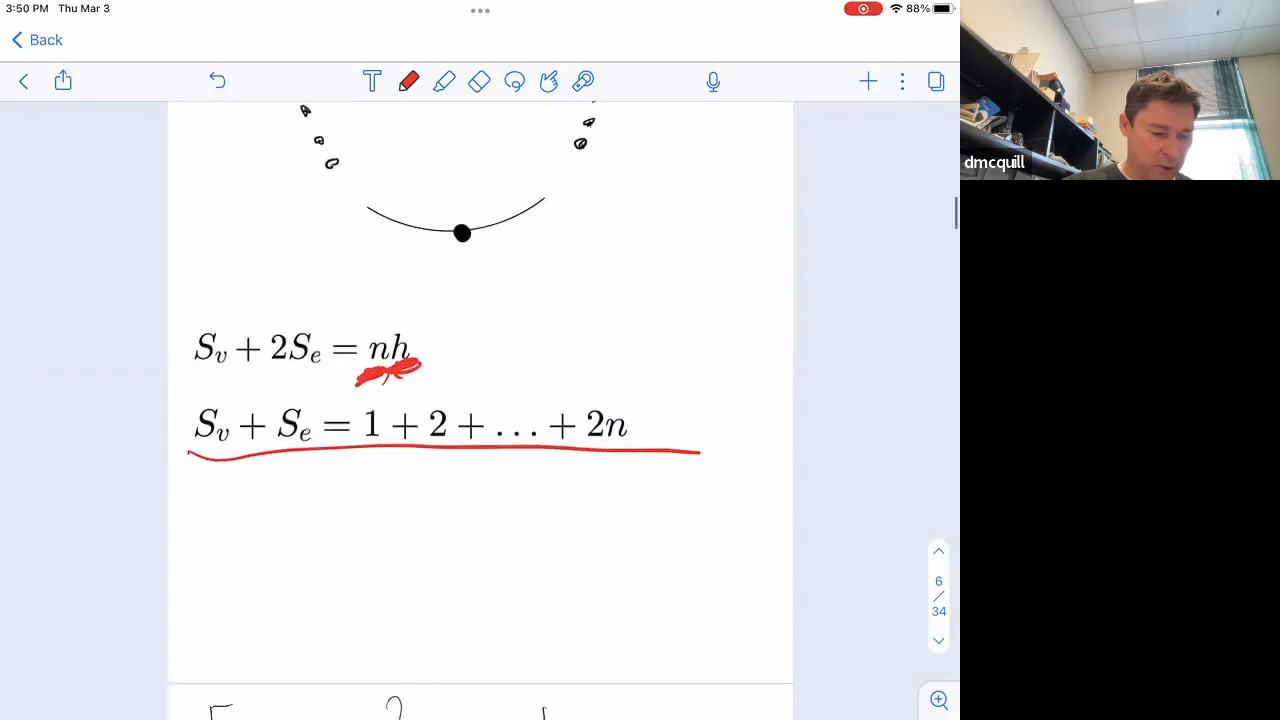 3:50 PM Thu Mar 3
88%
Back
T
dmcquill
S_v + 2S_e = nh
S_v + S_e = 1 + 2 + ... + 2n
6
/
34